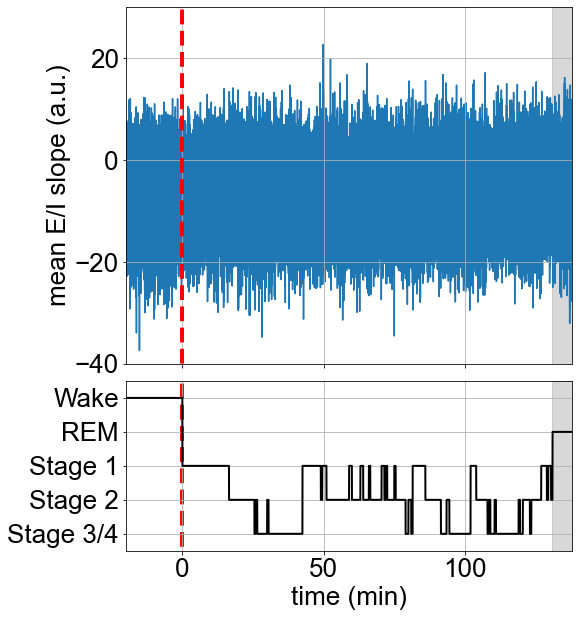 mean E/I slope (a.u.)
20
0
−20
−40
Wake
REM
Stage 1
Stage 2
Stage 3/4
0 50 100
time (min)